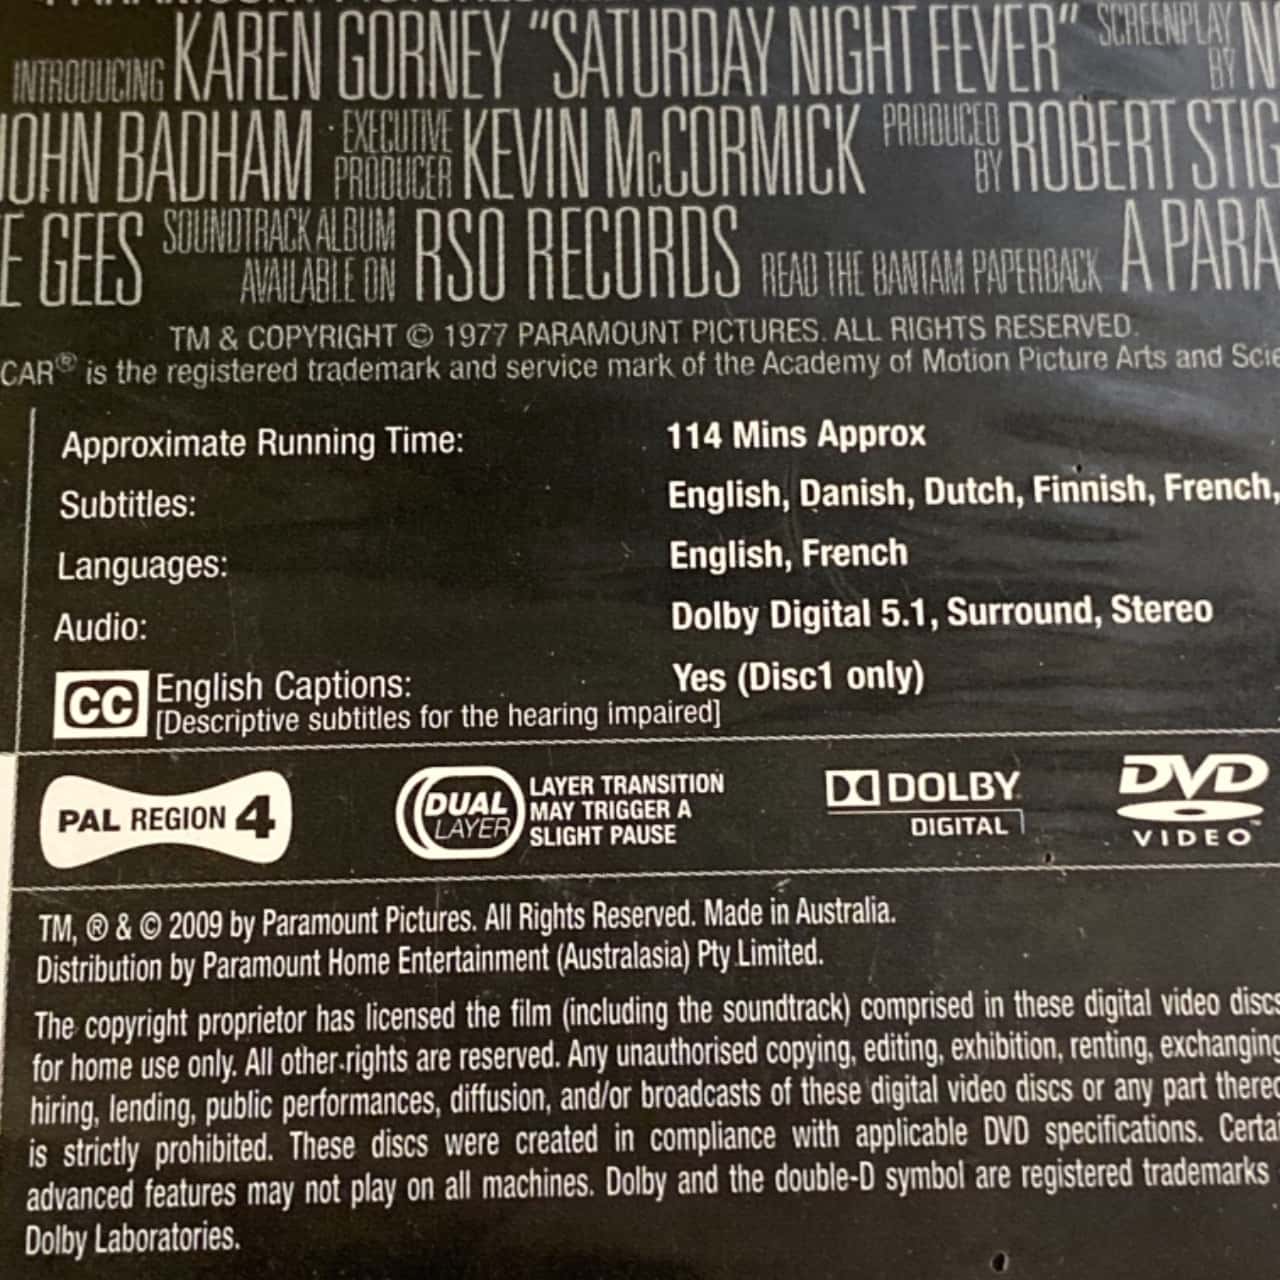 INTRODUCING KAREN GORNEY "SATURDAY NIGHT FEVER" SCREENPLAY BY
JOHN BADHAM EXECUTIVE PRODUCER KEVIN McCORMICK PRODUCED BY ROBERT STIG
E GEES SOUNDTRACK ALBUM AVAILABLE ON RSO RECORDS READ THE BANTAM PAPERBACK A PARA
TM & COPYRIGHT © 1977 PARAMOUNT PICTURES. ALL RIGHTS RESERVED.
CAR® is the registered trademark and service mark of the Academy of Motion Picture Arts and Scie
Approximate Running Time: 114 Mins Approx
Subtitles: English, Danish, Dutch, Finnish, French,
Languages: English, French
Audio: Dolby Digital 5.1, Surround, Stereo
CC English Captions: Yes (Disc1 only)
[Descriptive subtitles for the hearing impaired]
PAL REGION 4
DUAL LAYER
LAYER TRANSITION
MAY TRIGGER A
SLIGHT PAUSE
DOLBY
DIGITAL
DVD
VIDEO™
TM, ® & © 2009 by Paramount Pictures. All Rights Reserved. Made in Australia.
Distribution by Paramount Home Entertainment (Australasia) Pty Limited.
The copyright proprietor has licensed the film (including the soundtrack) comprised in these digital video discs
for home use only. All other rights are reserved. Any unauthorised copying, editing, exhibition, renting, exchanging
hiring, lending, public performances, diffusion, and/or broadcasts of these digital video discs or any part thereo
is strictly prohibited. These discs were created in compliance with applicable DVD specifications. Certai
advanced features may not play on all machines. Dolby and the double-D symbol are registered trademarks
Dolby Laboratories.